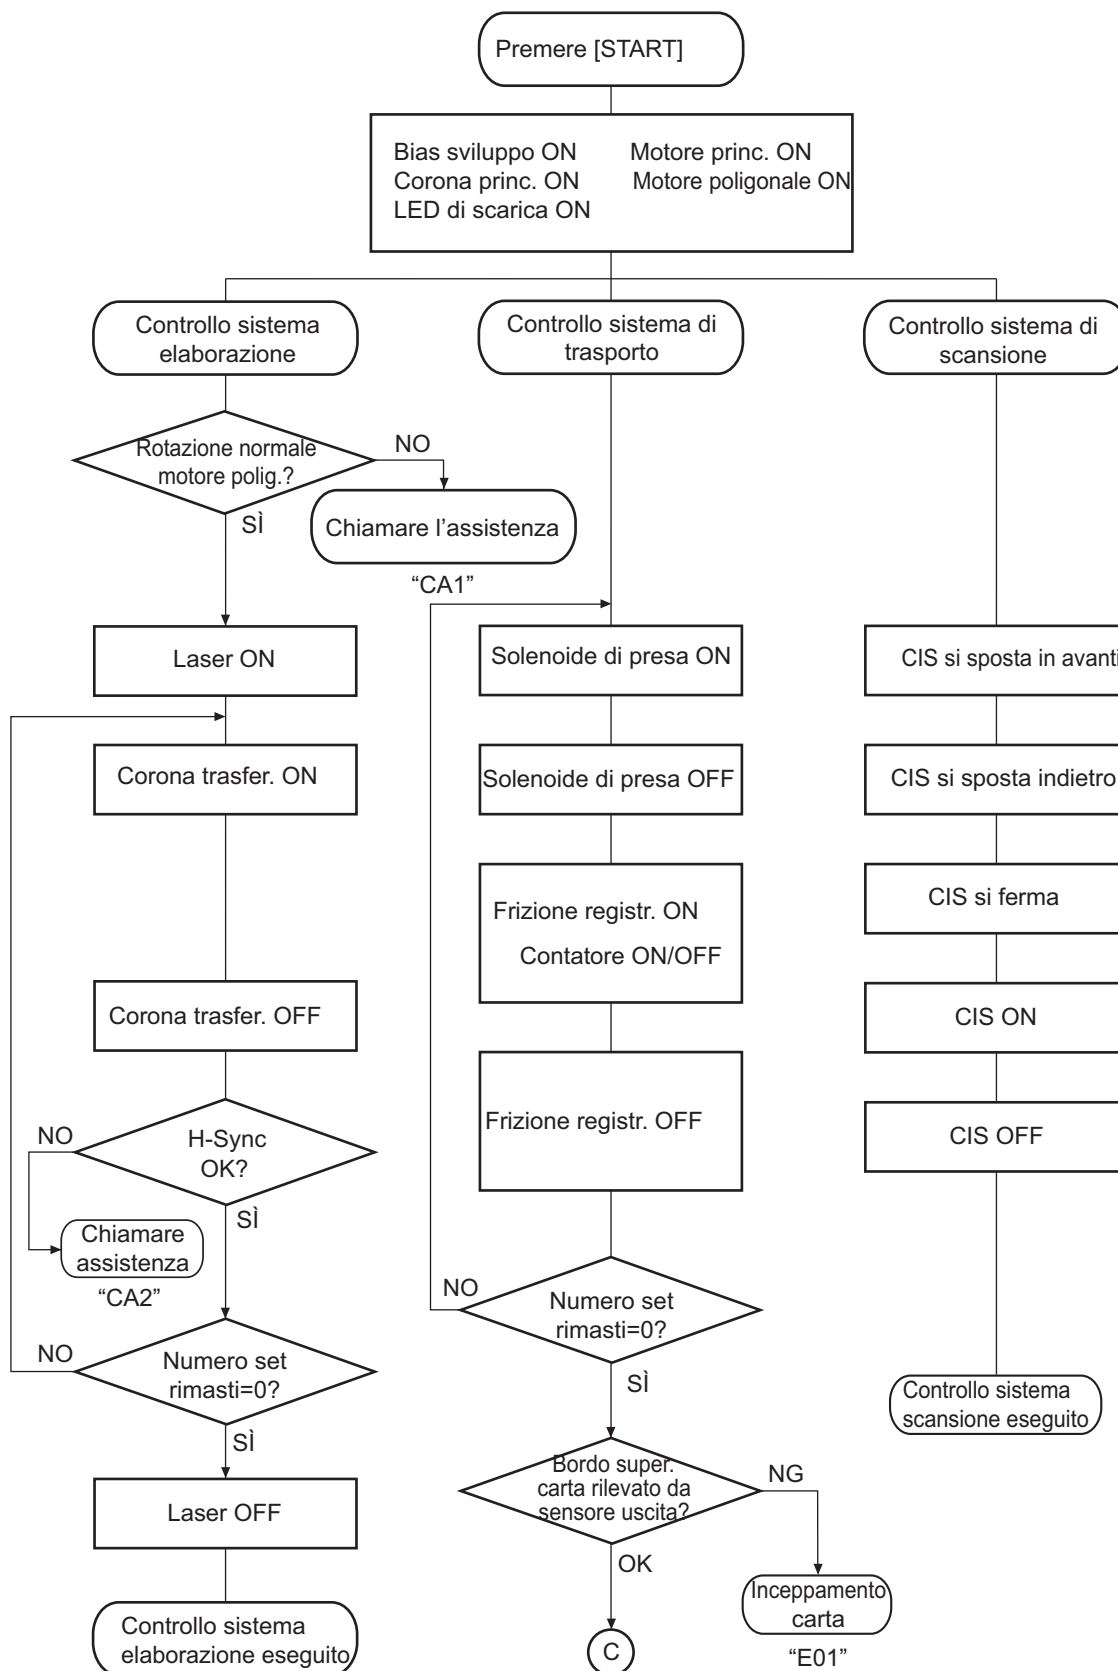 Premere [START]
Bias sviluppo ON
Motore princ. ON
Corona princ. ON
Motore poligonale ON
LED di scarica ON
Controllo sistema
elaborazione
Controllo sistema di
trasporto
Controllo sistema di
scansione
Rotazione normale
motore polig.?
NO
SÌ
Chiamare l’assistenza
“CA1”
Laser ON
Solenoide di presa ON
CIS si sposta in avanti
Corona trasfer. ON
Solenoide di presa OFF
CIS si sposta indietro
Frizione registr. ON
Contatore ON/OFF
CIS si ferma
Corona trasfer. OFF
CIS ON
Frizione registr. OFF
CIS OFF
NO
H-Sync
OK?
SÌ
Chiamare
assistenza
“CA2”
NO
Numero set
rimasti=0?
SÌ
NO
Numero set
rimasti=0?
SÌ
Controllo sistema
scansione eseguito
Laser OFF
Bordo super.
carta rilevato da
sensore uscita?
NG
OK
Inceppamento
carta
“E01”
Controllo sistema
elaborazione eseguito
C